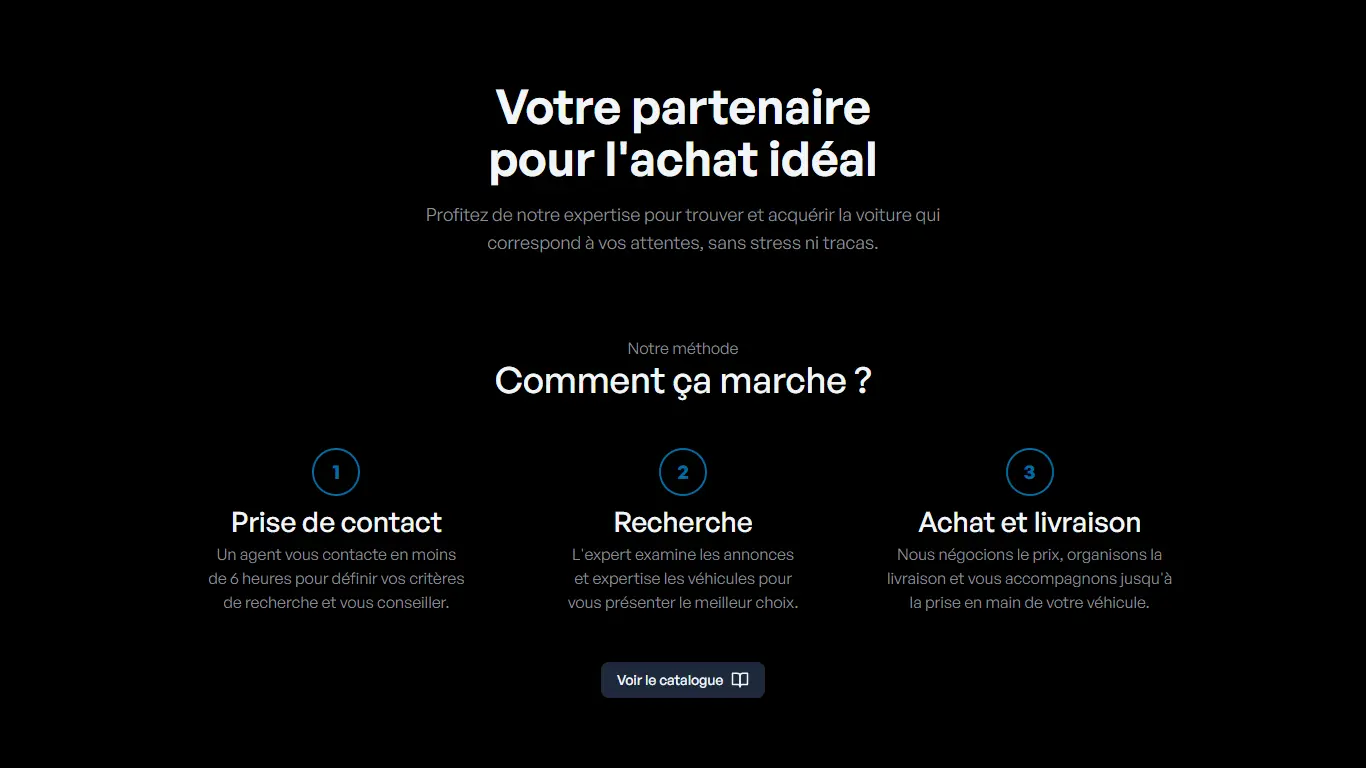 Votre partenaire
pour l'achat idéal
Profitez de notre expertise pour trouver et acquérir la voiture qui
correspond à vos attentes, sans stress ni tracas.
Notre méthode
Comment ça marche ?
1
Prise de contact
Un agent vous contacte en moins
de 6 heures pour définir vos critères
de recherche et vous conseiller.
2
Recherche
L'expert examine les annonces
et expertise les véhicules pour
vous présenter le meilleur choix.
3
Achat et livraison
Nous négocions le prix, organisons la
livraison et vous accompagnons jusqu'à
la prise en main de votre véhicule.
Voir le catalogue